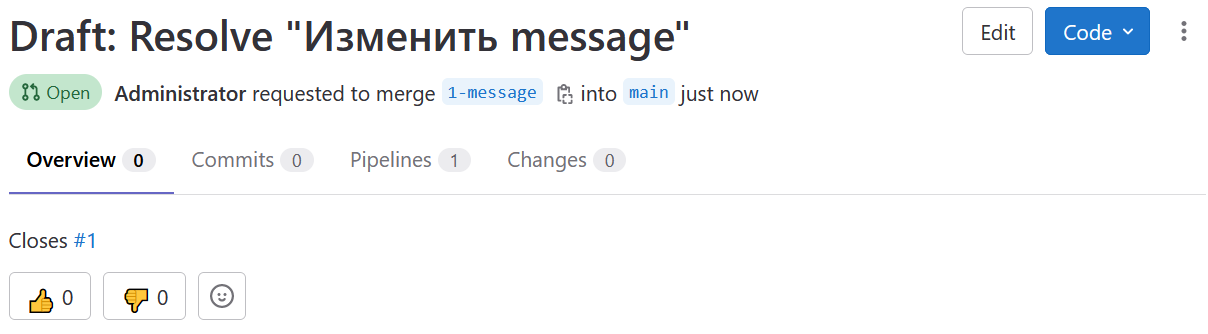 Draft: Resolve "Изменить message"
Edit
Code
Open
Administrator requested to merge 1-message into main just now
Overview 0
Commits 0
Pipelines 1
Changes 0
Closes #1
0
0